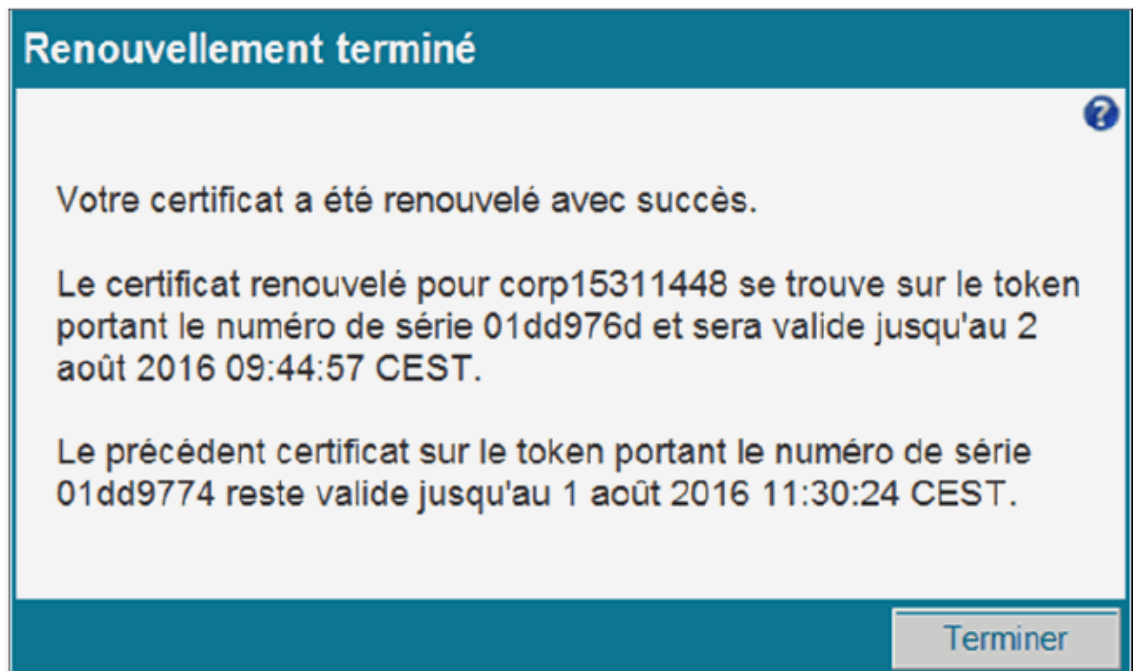 Renouvellement terminé
?
Votre certificat a été renouvelé avec succès.
Le certificat renouvelé pour corp15311448 se trouve sur le token
portant le numéro de série 01dd976d et sera valide jusqu'au 2
août 2016 09:44:57 CEST.
Le précédent certificat sur le token portant le numéro de série
01dd9774 reste valide jusqu'au 1 août 2016 11:30:24 CEST.
Terminer